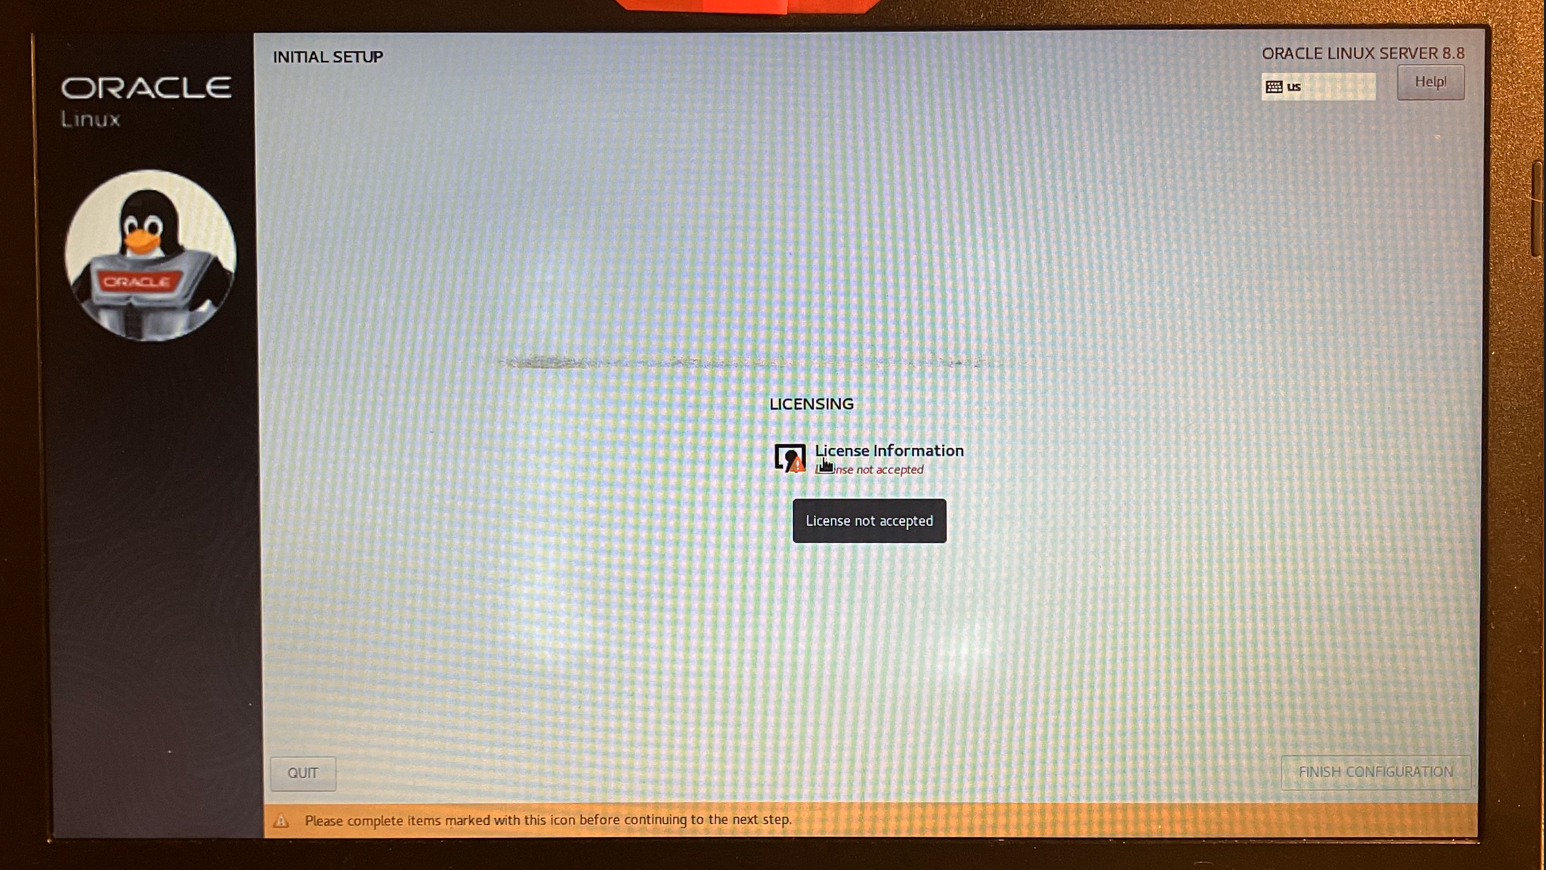 INITIAL SETUP
ORACLE LINUX SERVER 8.8
us
Help!
ORACLE
Linux
ORACLE
LICENSING
License Information
nse not accepted
License not accepted
QUIT
FINISH CONFIGURATION
Please complete items marked with this icon before continuing to the next step.